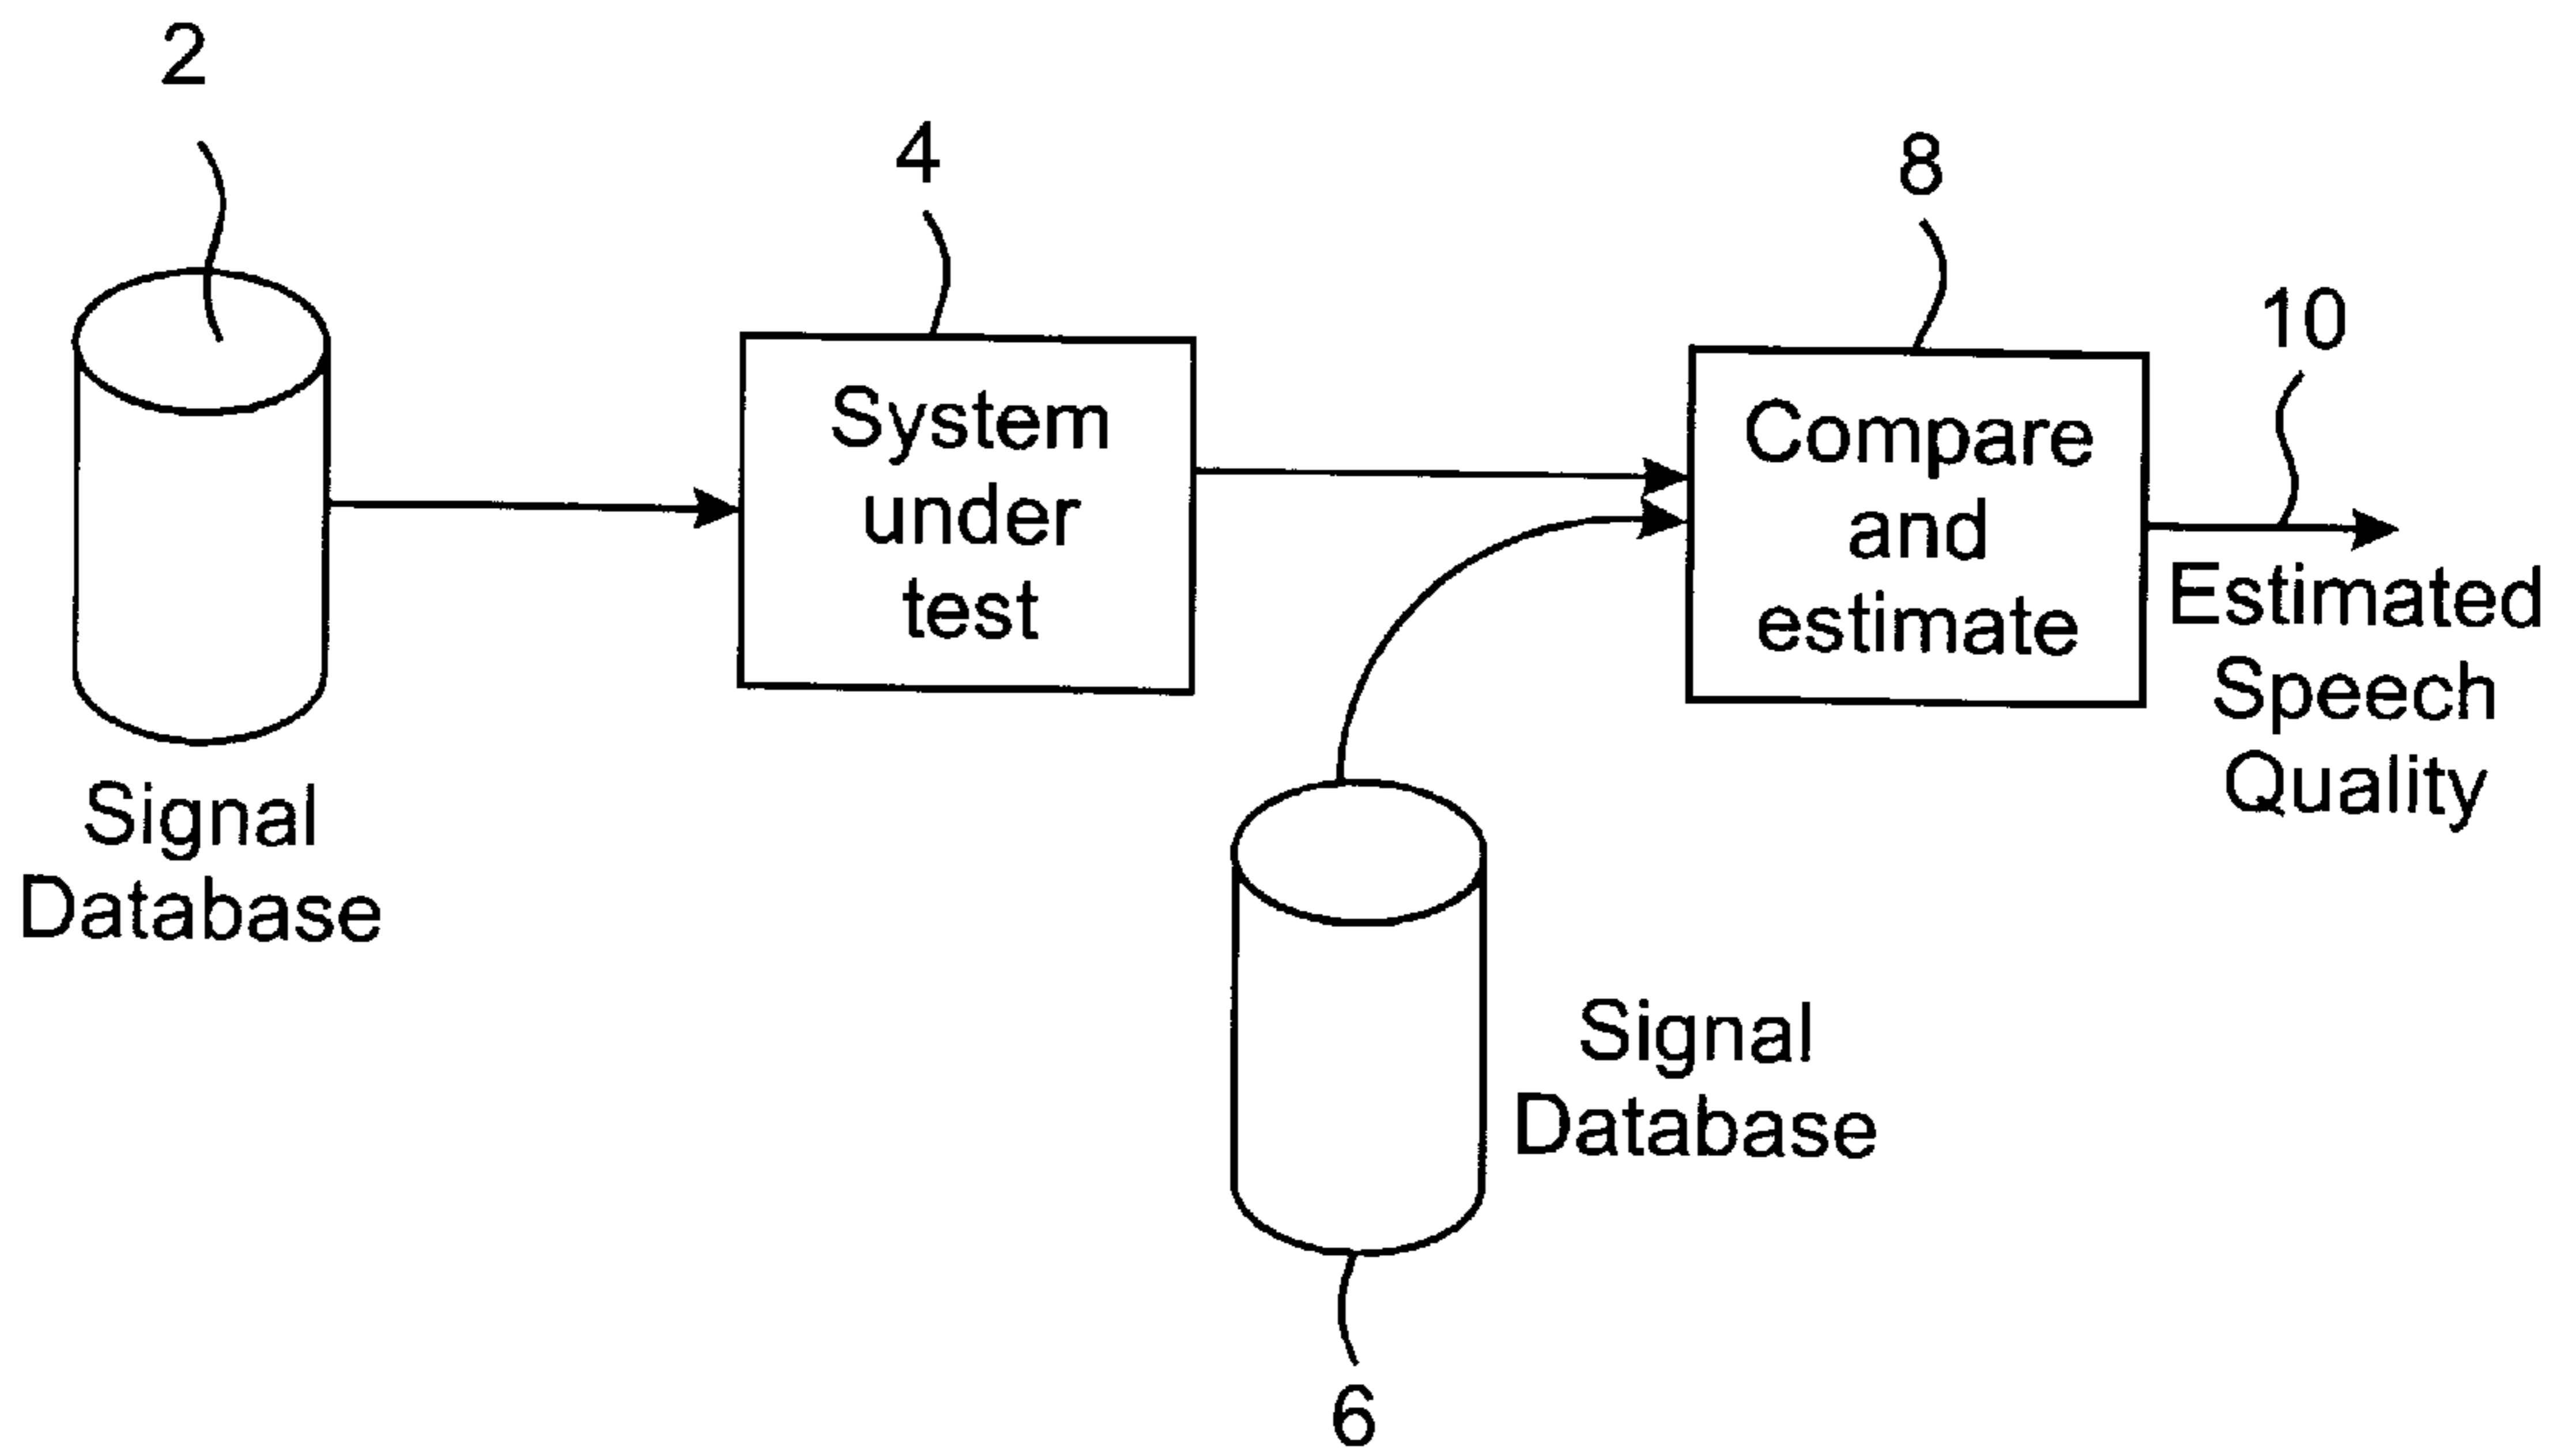 2
4
8
10
System
under
test
Compare
and
estimate
Estimated
Speech
Quality
Signal
Database
Signal
Database
6